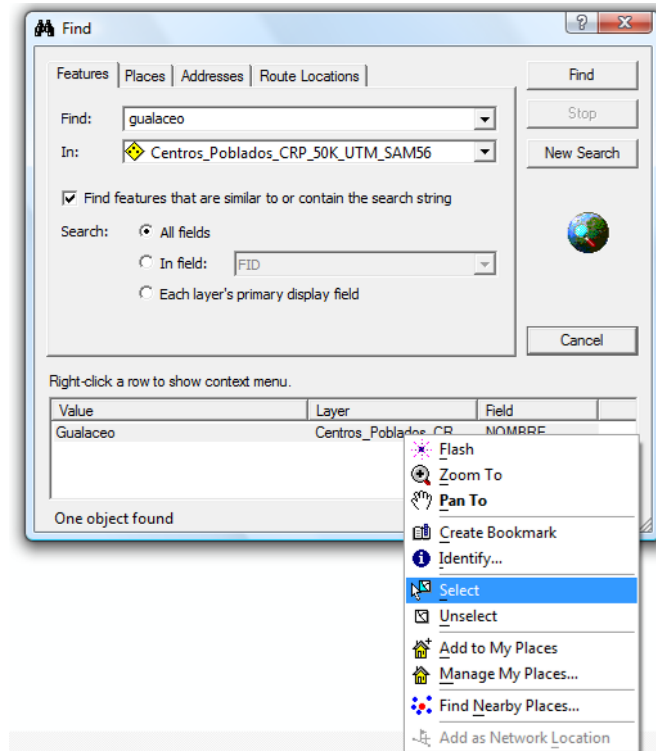 Find
Features Places Addresses Route Locations
Find
Find: gualaceo
Stop
In: Centros_Poblados_CRP_50K_UTM_SAM56
New Search
Find features that are similar to or contain the search string
Search: All fields
In field: FID
Each layer's primary display field
Cancel
Right-click a row to show context menu.
Value Layer Field
Gualaceo Centros_Poblados_CR... NOMBRE
One object found
Flash
Zoom To
Pan To
Create Bookmark
Identify...
Select
Unselect
Add to My Places
Manage My Places...
Find Nearby Places...
Add as Network Location